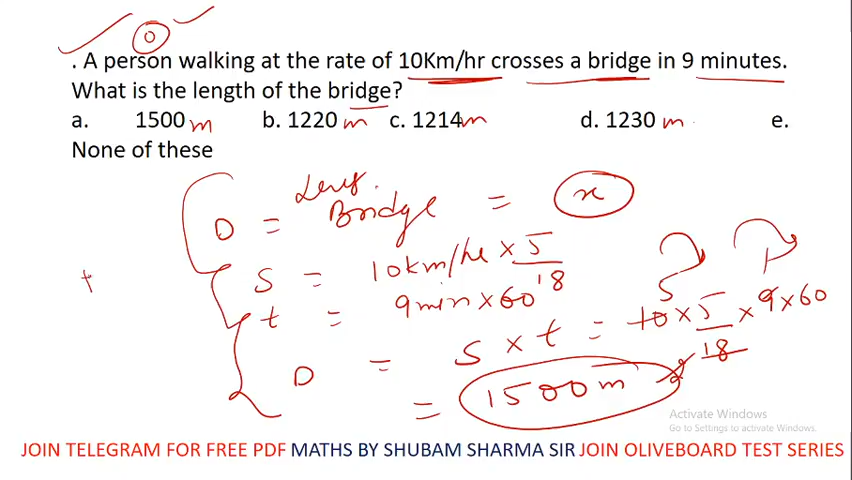 . A person walking at the rate of 10Km/hr crosses a bridge in 9 minutes.
What is the length of the bridge?
a. 1500 m b. 1220 m c. 1214m d. 1230 m e.
None of these
D = Bridge = x
S = 10km/hr × 5/18
t = 9min × 60
D = S × t = 10 × 5/18 × 9 × 60
= 1500 m
Activate Windows
Go to Settings to activate Windows.
JOIN TELEGRAM FOR FREE PDF MATHS BY SHUBAM SHARMA SIR JOIN OLIVEBOARD TEST SERIES